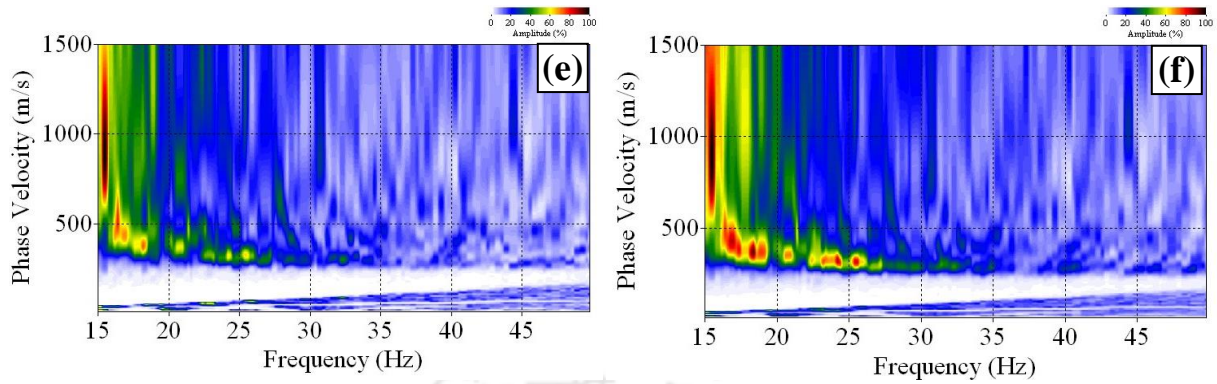 0 20 40 60 80 100
Amplitude (%)
(e)
Phase Velocity (m/s)
1500
1000
500
15 20 25 30 35 40 45
Frequency (Hz)
0 20 40 60 80 100
Amplitude (%)
(f)
Phase Velocity (m/s)
1500
1000
500
15 20 25 30 35 40 45
Frequency (Hz)